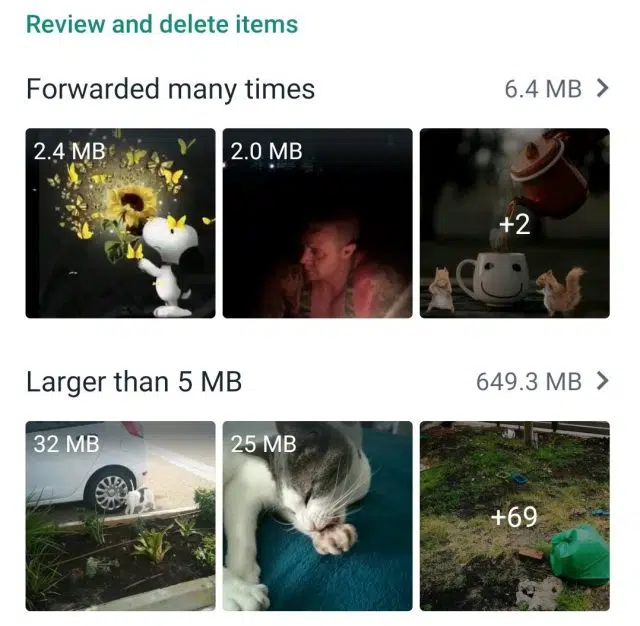 Review and delete items
Forwarded many times 6.4 MB
2.4 MB 2.0 MB +2
Larger than 5 MB 649.3 MB
32 MB 25 MB +69